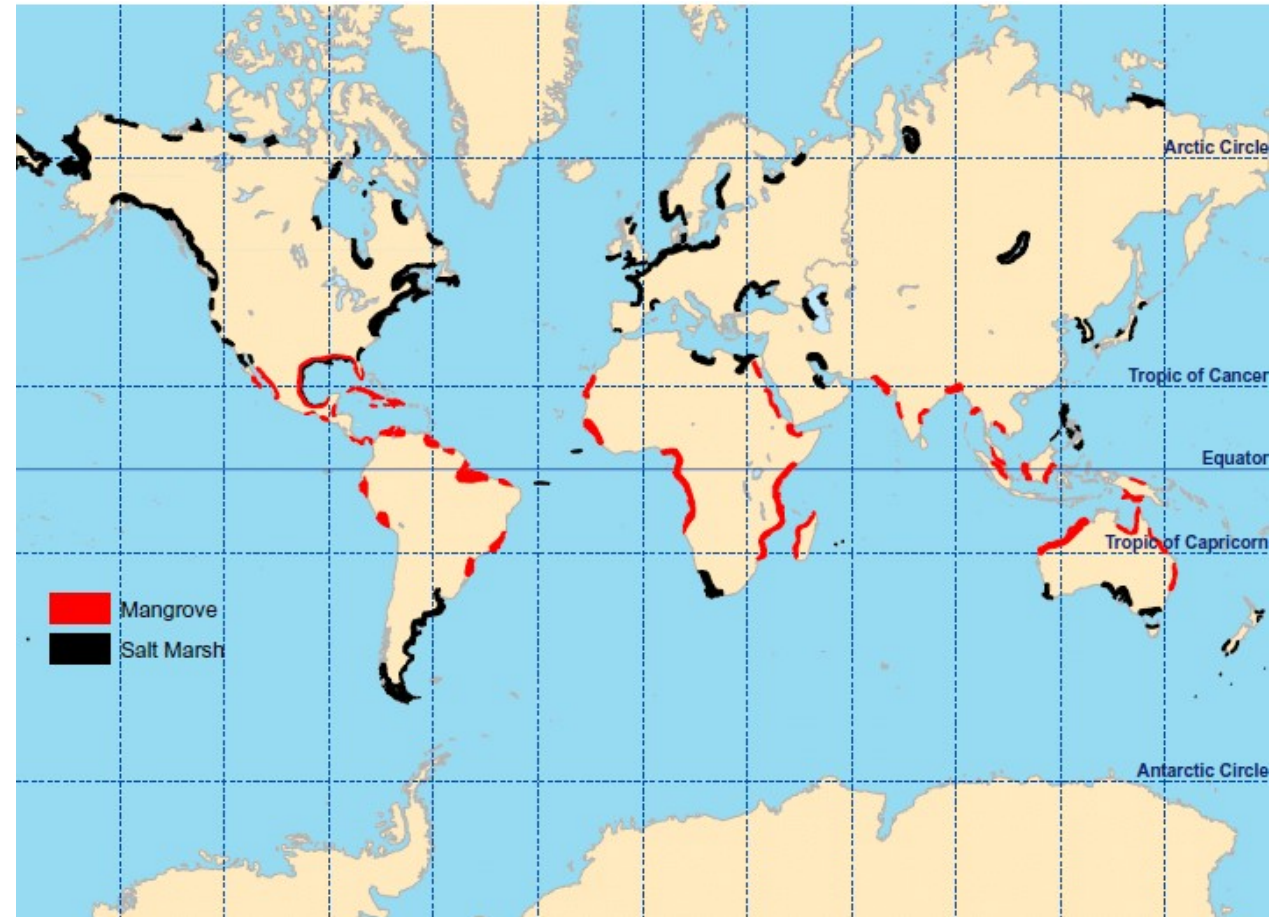 Arctic Circle
Tropic of Cancer
Equator
Tropic of Capricorn
Mangrove
Salt Marsh
Antarctic Circle